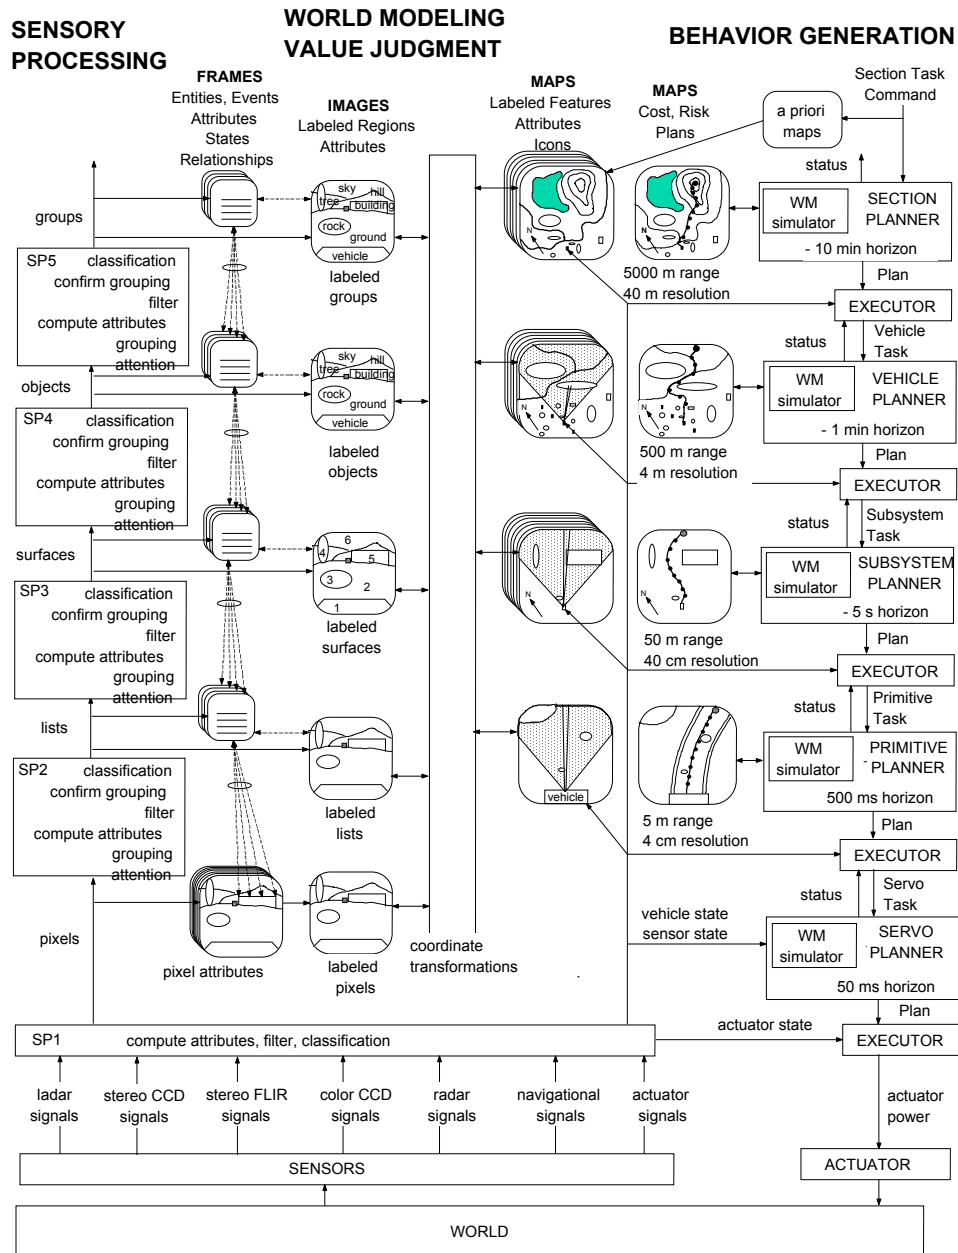 SENSORY
PROCESSING
WORLD MODELING
VALUE JUDGMENT
BEHAVIOR GENERATION
FRAMES
Entities, Events
Attributes
States
Relationships
IMAGES
Labeled Regions
Attributes
MAPS
Labeled Features
Attributes
Icons
MAPS
Cost, Risk
Plans
a priori
maps
Section Task
Command
status
groups
sky
hill
tree
building
rock
ground
vehicle
labeled
groups
N
N
5000 m range
40 m resolution
WM
simulator
SECTION
PLANNER
- 10 min horizon
Plan
EXECUTOR
SP5 classification
confirm grouping
filter
compute attributes
grouping
attention
status
Vehicle
Task
objects
sky
hill
tree
building
rock
ground
vehicle
labeled
objects
N
N
500 m range
4 m resolution
WM
simulator
VEHICLE
PLANNER
- 1 min horizon
Plan
EXECUTOR
SP4 classification
confirm grouping
filter
compute attributes
grouping
attention
status
Subsystem
Task
surfaces
6
4
5
3
2
1
labeled
surfaces
N
50 m range
40 cm resolution
WM
simulator
SUBSYSTEM
PLANNER
- 5 s horizon
Plan
EXECUTOR
SP3 classification
confirm grouping
filter
compute attributes
grouping
attention
status
Primitive
Task
lists
labeled
lists
vehicle
5 m range
4 cm resolution
WM
simulator
PRIMITIVE
PLANNER
500 ms horizon
Plan
EXECUTOR
SP2 classification
confirm grouping
filter
compute attributes
grouping
attention
status
Servo
Task
pixels
pixel attributes
labeled
pixels
coordinate
transformations
vehicle state
sensor state
WM
simulator
SERVO
PLANNER
50 ms horizon
Plan
EXECUTOR
actuator state
SP1 compute attributes, filter, classification
ladar
signals
stereo CCD
signals
stereo FLIR
signals
color CCD
signals
radar
signals
navigational
signals
actuator
signals
actuator
power
SENSORS
ACTUATOR
WORLD